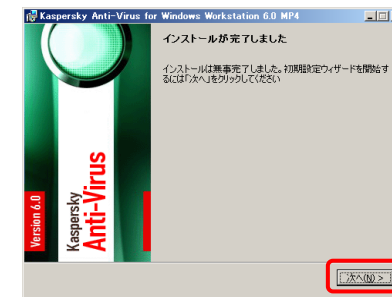 Kaspersky Anti-Virus for Windows Workstation 6.0 MP4
インストールが完了しました
インストールは無事完了しました。初期設定ウィザードを開始す
るには「次へ」をクリックしてください
Version 6.0
Kaspersky
Anti-Virus
次へ(N) >